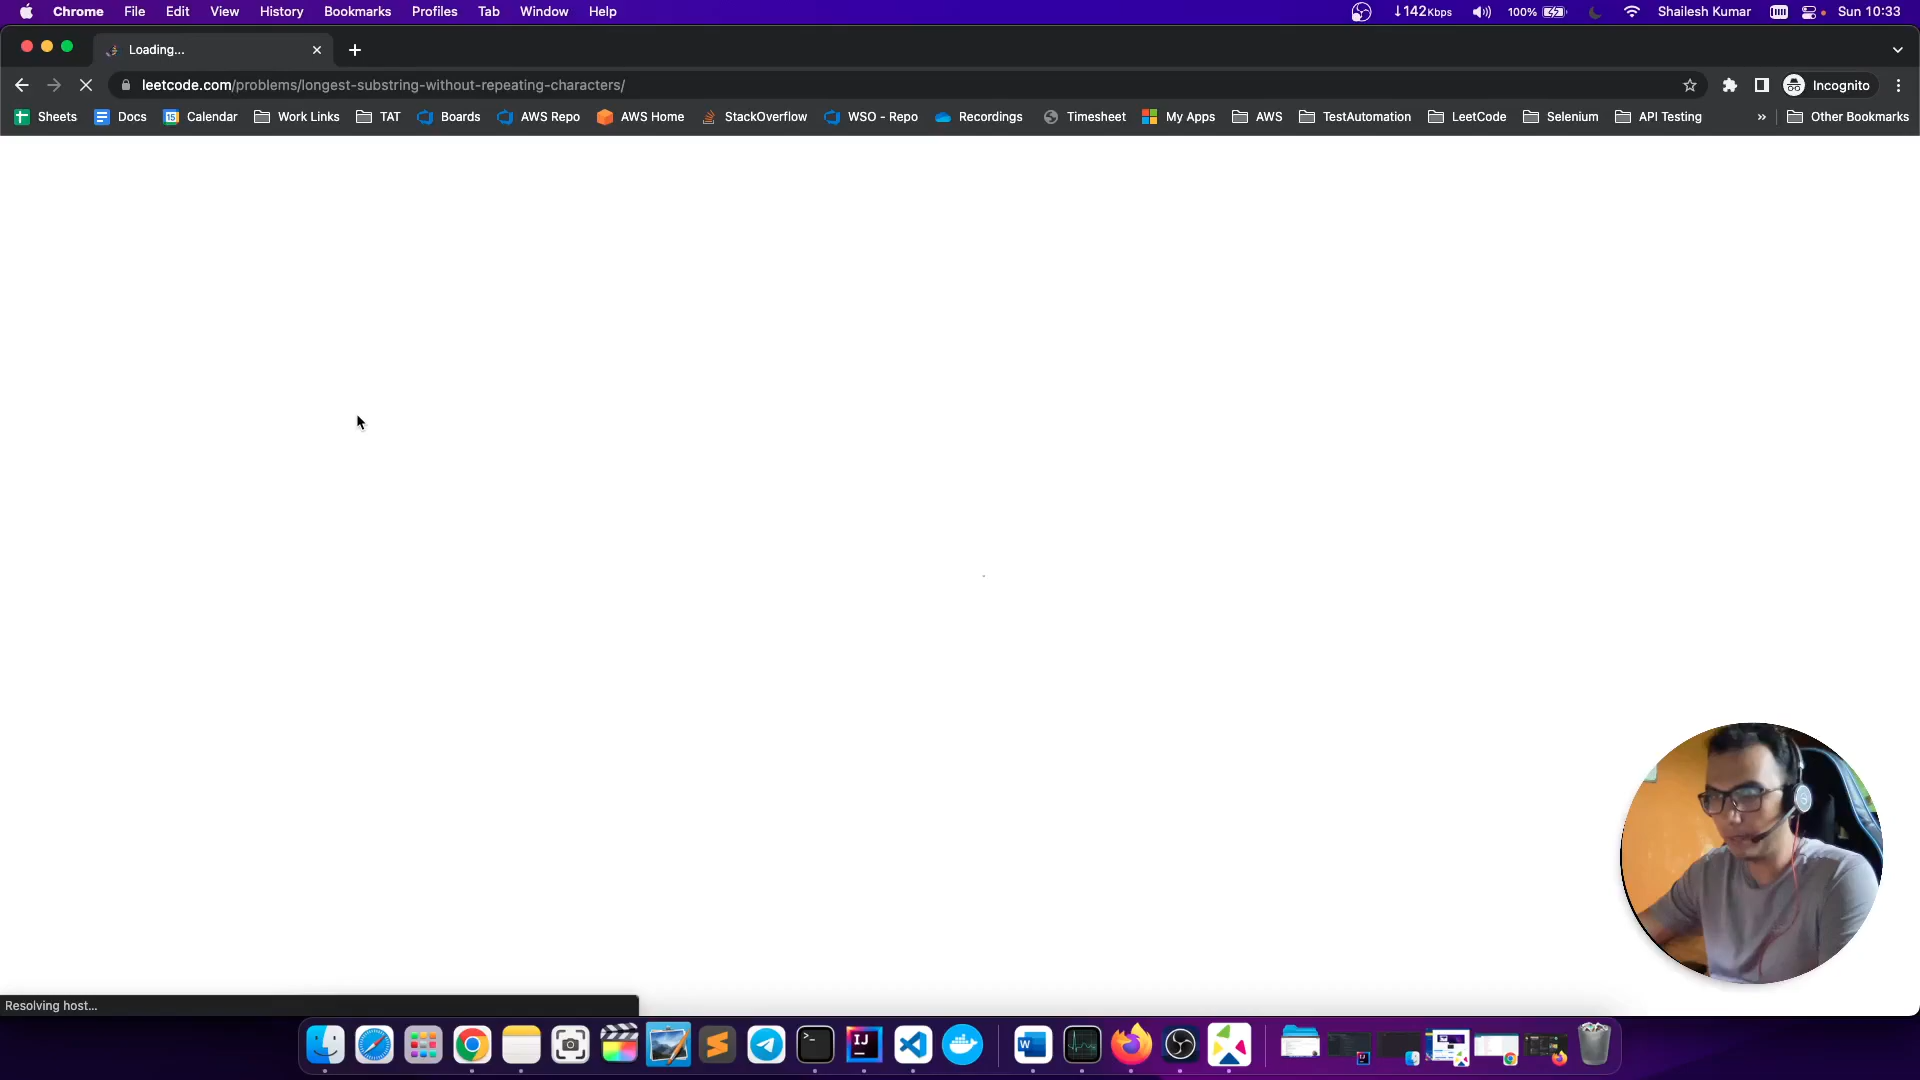 Chrome File Edit View History Bookmarks Profiles Tab Window Help
↓142Kbps 100% Shailesh Kumar Sun 10:33
Loading...
leetcode.com/problems/longest-substring-without-repeating-characters/
Incognito
Sheets Docs 15 Calendar Work Links TAT Boards AWS Repo AWS Home StackOverflow WSO - Repo Recordings Timesheet My Apps AWS TestAutomation LeetCode Selenium API Testing » Other Bookmarks
Resolving host...
>_ IJ W